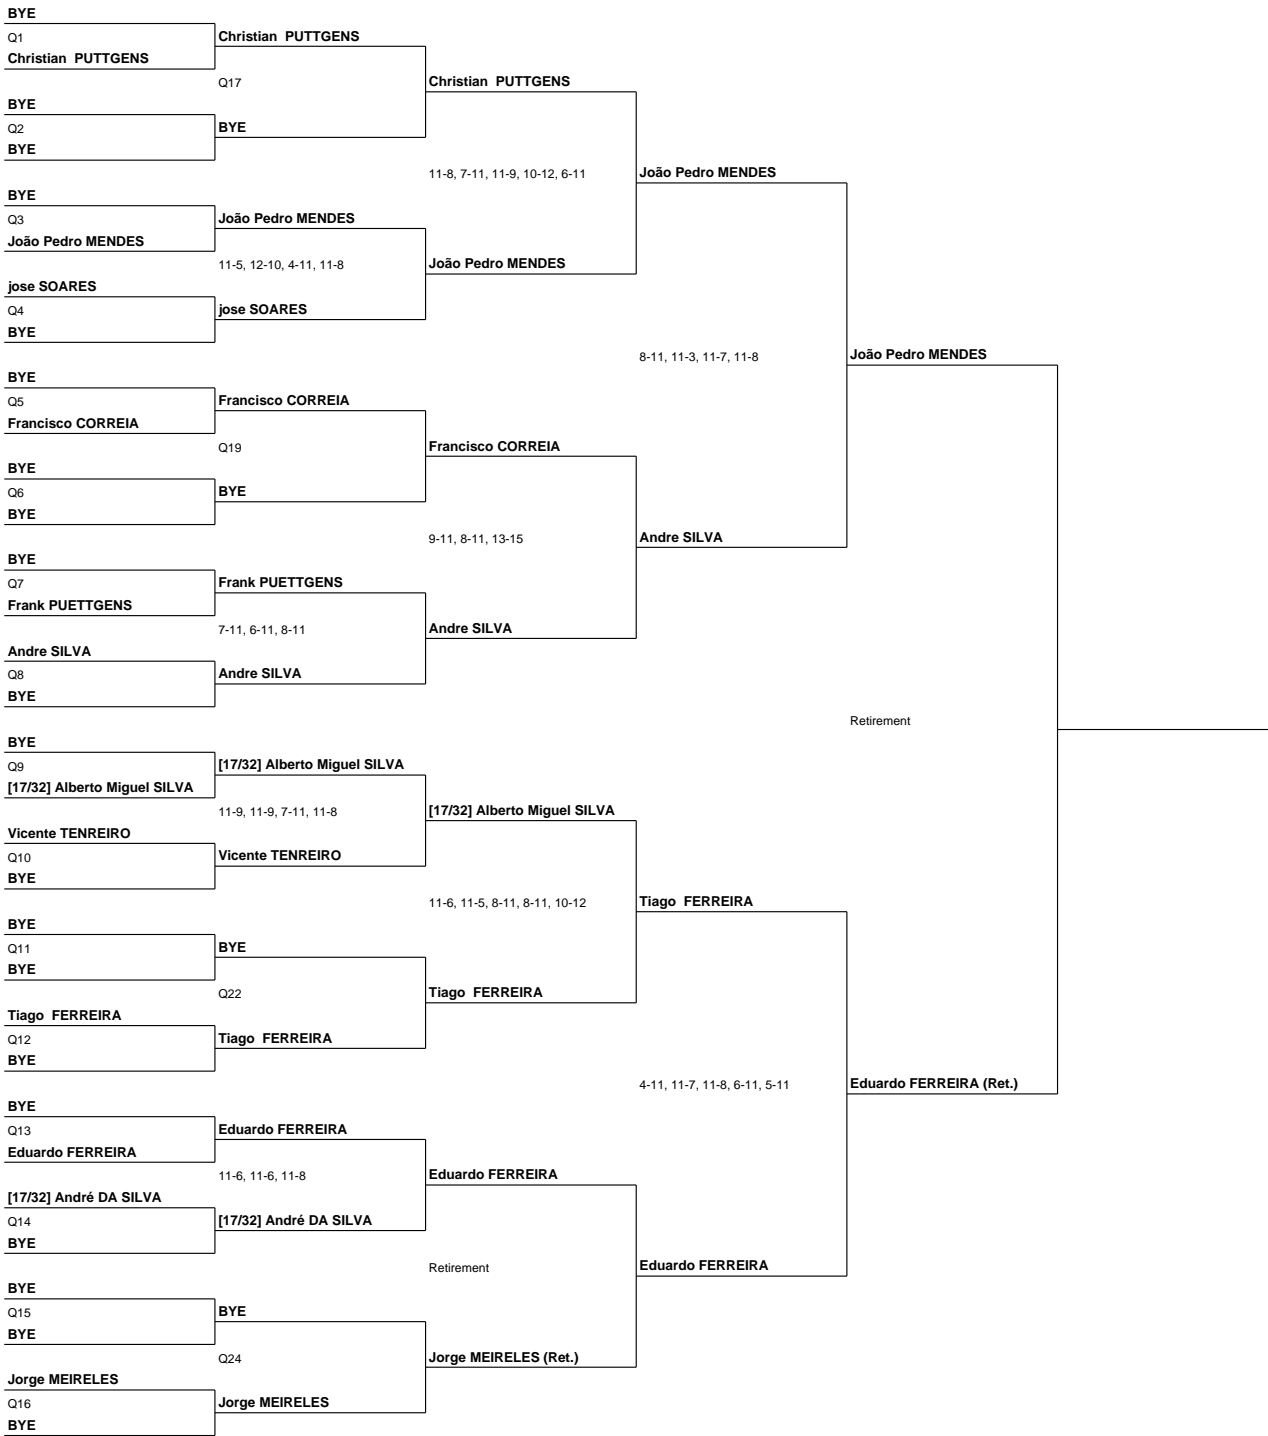 BYE
Q1
Christian PUTTGENS
Christian PUTTGENS
Q17
Christian PUTTGENS
BYE
Q2
BYE
BYE
11-8, 7-11, 11-9, 10-12, 6-11
João Pedro MENDES
BYE
Q3
João Pedro MENDES
João Pedro MENDES
11-5, 12-10, 4-11, 11-8
João Pedro MENDES
jose SOARES
Q4
BYE
jose SOARES
8-11, 11-3, 11-7, 11-8
João Pedro MENDES
BYE
Q5
Francisco CORREIA
Francisco CORREIA
Q19
Francisco CORREIA
BYE
Q6
BYE
BYE
9-11, 8-11, 13-15
Andre SILVA
BYE
Q7
Frank PUETTGENS
Frank PUETTGENS
7-11, 6-11, 8-11
Andre SILVA
Andre SILVA
Q8
BYE
Andre SILVA
Retirement
BYE
Q9
[17/32] Alberto Miguel SILVA
[17/32] Alberto Miguel SILVA
11-9, 11-9, 7-11, 11-8
[17/32] Alberto Miguel SILVA
Vicente TENREIRO
Q10
BYE
Vicente TENREIRO
11-6, 11-5, 8-11, 8-11, 10-12
Tiago FERREIRA
BYE
Q11
BYE
BYE
Q22
Tiago FERREIRA
Tiago FERREIRA
Q12
BYE
Tiago FERREIRA
4-11, 11-7, 11-8, 6-11, 5-11
Eduardo FERREIRA (Ret.)
BYE
Q13
Eduardo FERREIRA
Eduardo FERREIRA
11-6, 11-6, 11-8
Eduardo FERREIRA
[17/32] André DA SILVA
Q14
BYE
[17/32] André DA SILVA
Retirement
Eduardo FERREIRA
BYE
Q15
BYE
BYE
Q24
Jorge MEIRELES (Ret.)
Jorge MEIRELES
Q16
BYE
Jorge MEIRELES